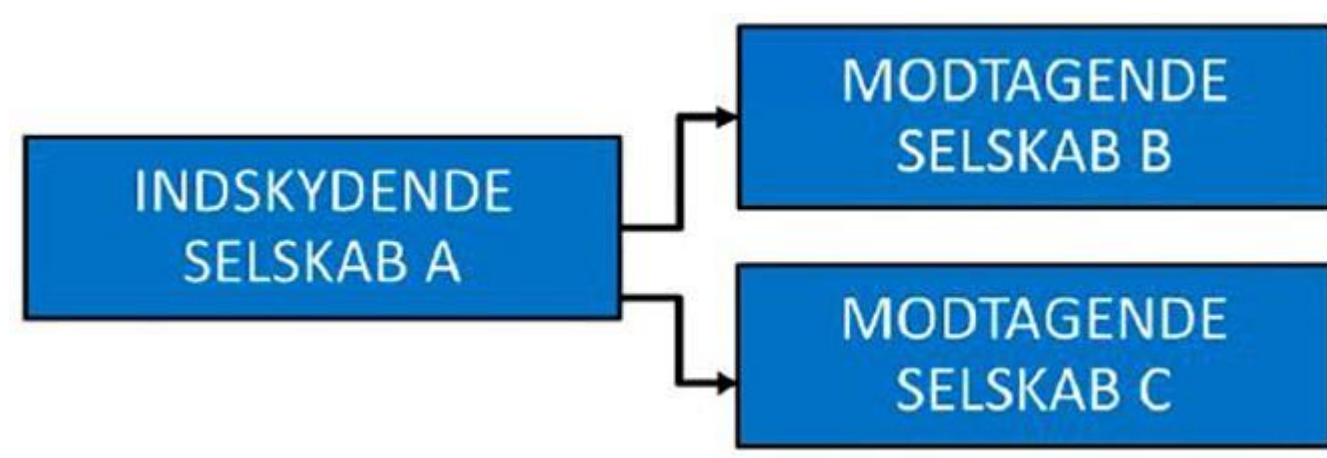 INDSKYDENDE
SELSKAB A
MODTAGENDE
SELSKAB B
MODTAGENDE
SELSKAB C